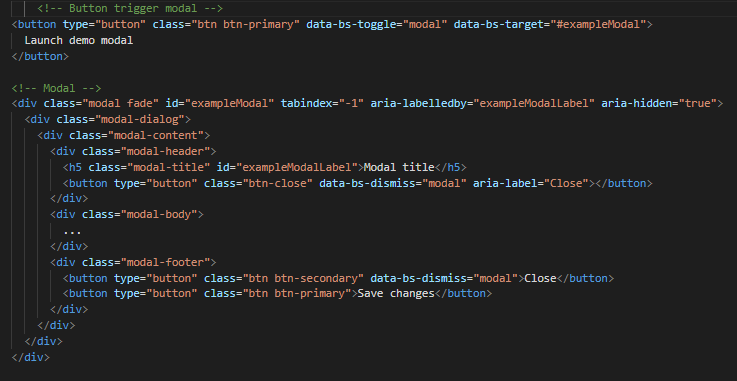 <!-- Button trigger modal -->
<button type="button" class="btn btn-primary" data-bs-toggle="modal" data-bs-target="#exampleModal">
Launch demo modal
</button>
<!-- Modal -->
<div class="modal fade" id="exampleModal" tabindex="-1" aria-labelledby="exampleModalLabel" aria-hidden="true">
<div class="modal-dialog">
<div class="modal-content">
<div class="modal-header">
<h5 class="modal-title" id="exampleModalLabel">Modal title</h5>
<button type="button" class="btn-close" data-bs-dismiss="modal" aria-label="Close"></button>
</div>
<div class="modal-body">
...
</div>
<div class="modal-footer">
<button type="button" class="btn btn-secondary" data-bs-dismiss="modal">Close</button>
<button type="button" class="btn btn-primary">Save changes</button>
</div>
</div>
</div>
</div>